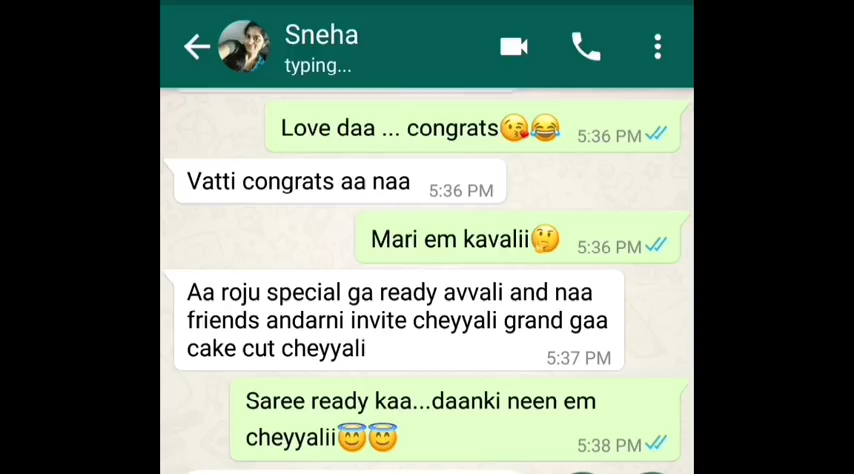 Sneha
typing...
Love daa ... congrats😘😂 5:36 PM
Vatti congrats aa naa 5:36 PM
Mari em kavalii🤔 5:36 PM
Aa roju special ga ready avvali and naa
friends andarni invite cheyyali grand gaa
cake cut cheyyali 5:37 PM
Saree ready kaa...daanki neen em
cheyyalii😇😇 5:38 PM